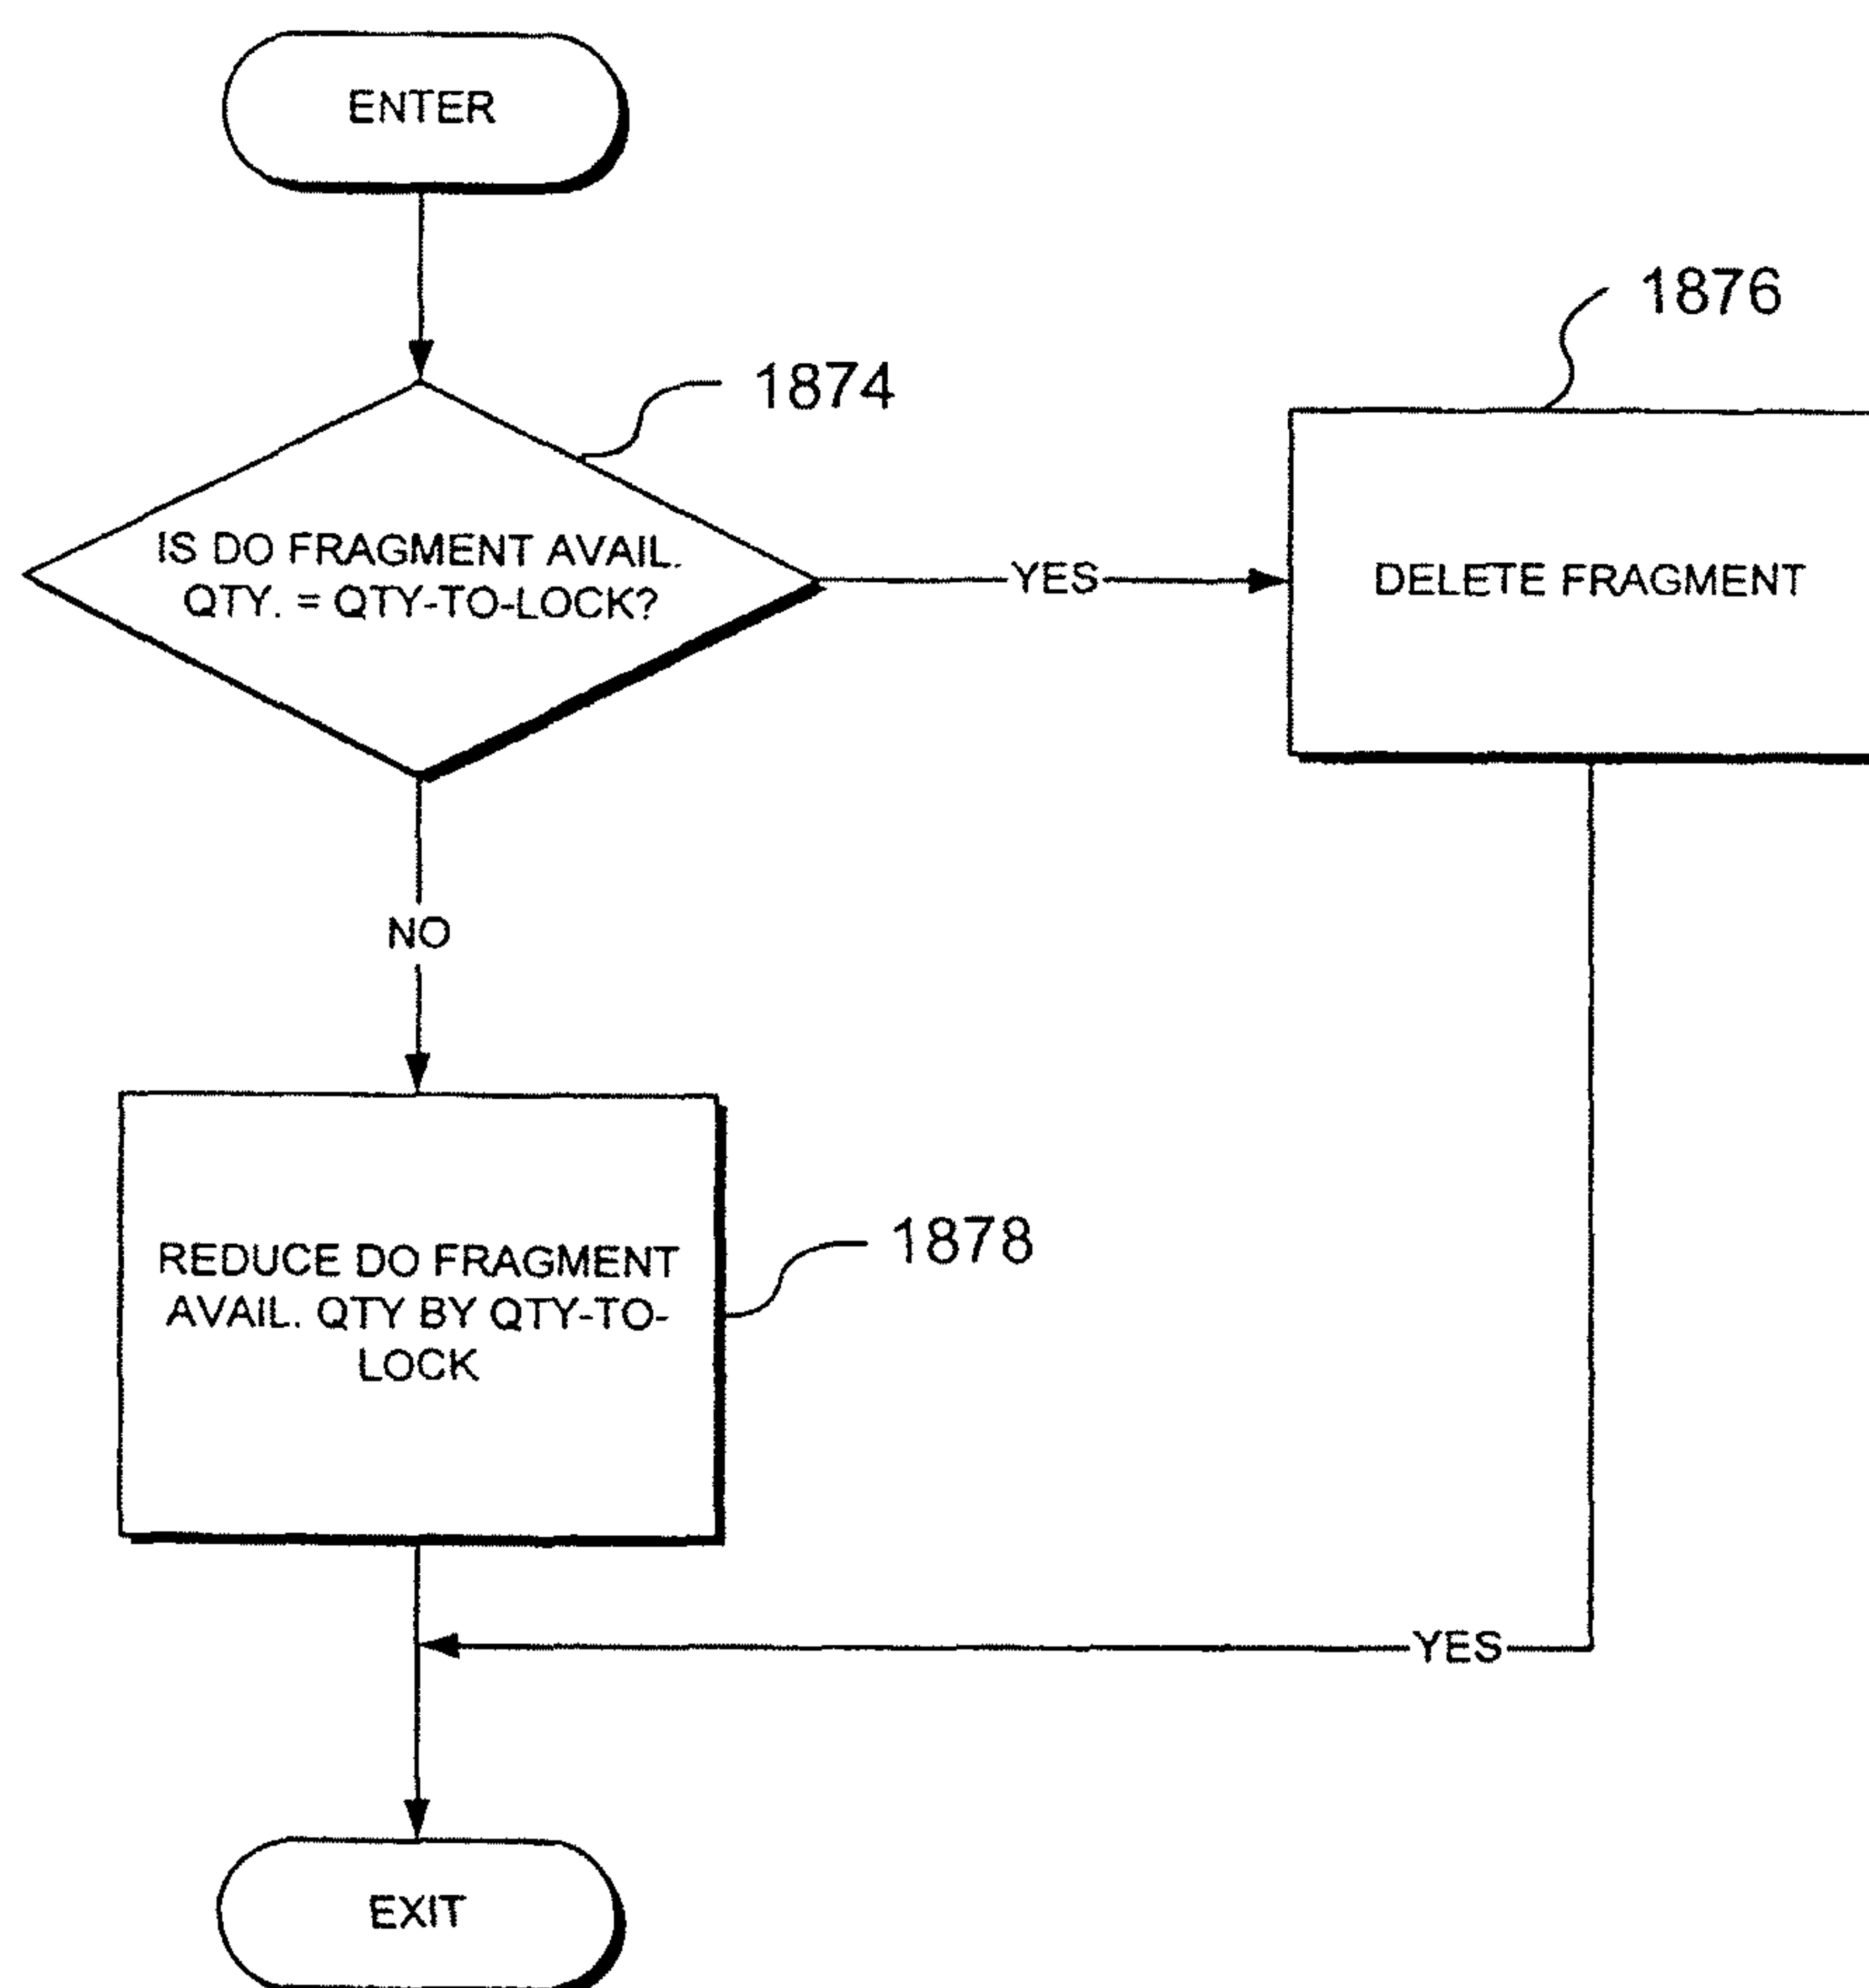 ENTER
1876
1874
IS DO FRAGMENT AVAIL.
QTY. = QTY-TO-LOCK?
YES
DELETE FRAGMENT
NO
REDUCE DO FRAGMENT
AVAIL. QTY BY QTY-TO-
LOCK
1878
YES
EXIT